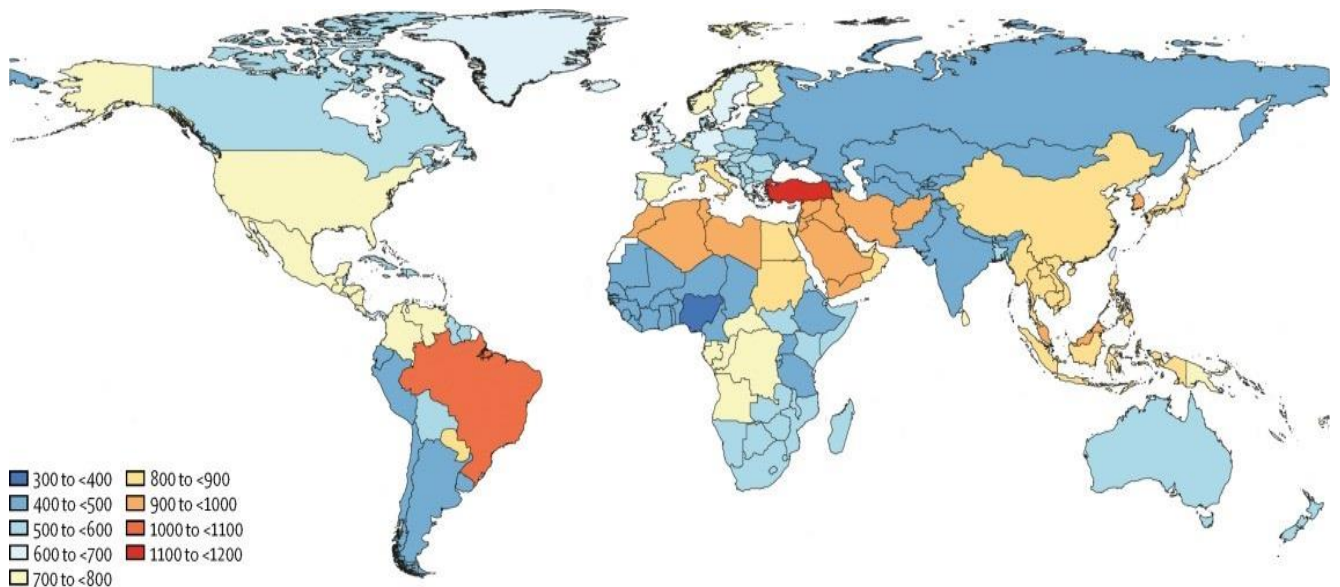 300 to <400
400 to <500
500 to <600
600 to <700
700 to <800
800 to <900
900 to <1000
1000 to <1100
1100 to <1200